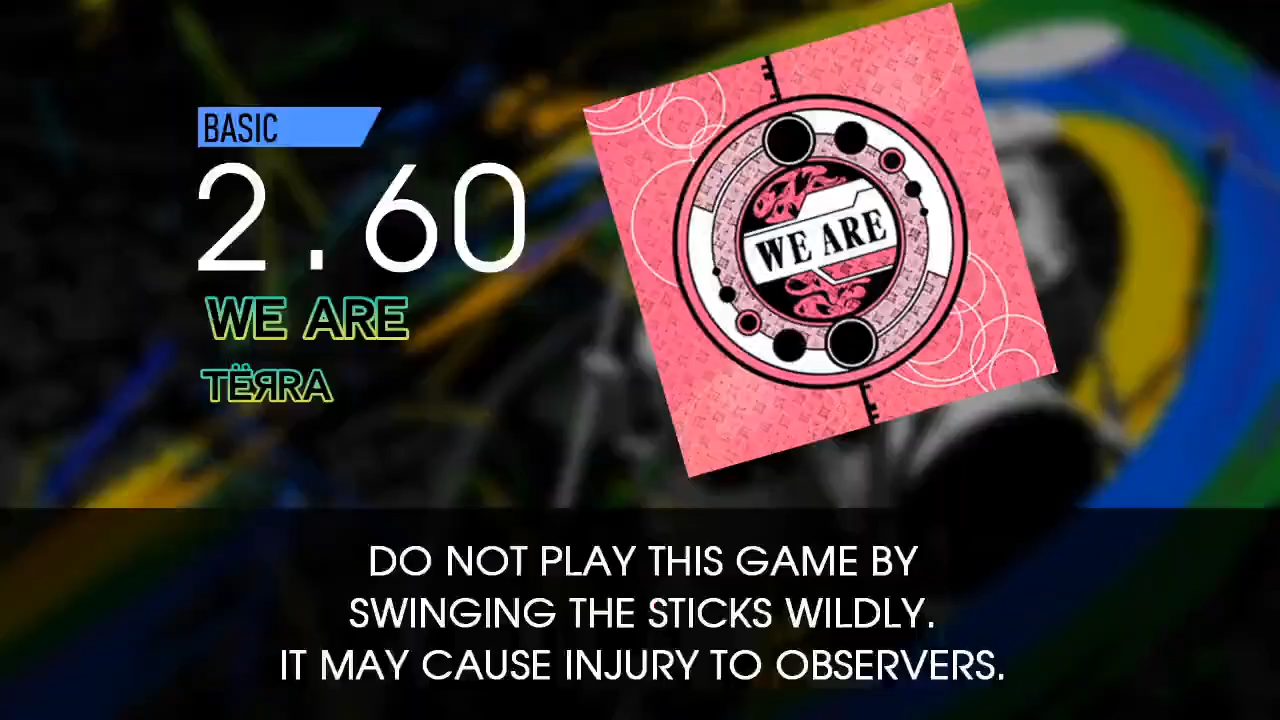 BASIC
2.60
WE ARE
TËЯRA
WE ARE
DO NOT PLAY THIS GAME BY
SWINGING THE STICKS WILDLY.
IT MAY CAUSE INJURY TO OBSERVERS.